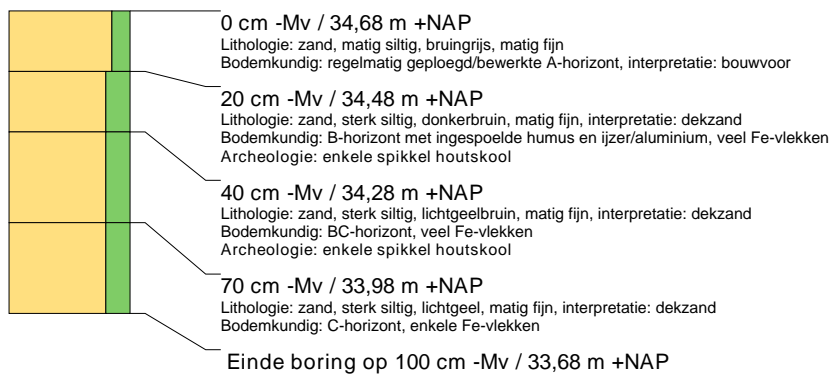 0 cm -Mv / 34,68 m +NAP
Lithologie: zand, matig siltig, bruingrijs, matig fijn
Bodemkundig: regelmatig geploegd/bewerkte A-horizont, interpretatie: bouwvoor
20 cm -Mv / 34,48 m +NAP
Lithologie: zand, sterk siltig, donkerbruin, matig fijn, interpretatie: dekzand
Bodemkundig: B-horizont met ingespoelde humus en ijzer/aluminium, veel Fe-vlekken
Archeologie: enkele spikkel houtskool
40 cm -Mv / 34,28 m +NAP
Lithologie: zand, sterk siltig, lichtgeelbruin, matig fijn, interpretatie: dekzand
Bodemkundig: BC-horizont, veel Fe-vlekken
Archeologie: enkele spikkel houtskool
70 cm -Mv / 33,98 m +NAP
Lithologie: zand, sterk siltig, lichtgeel, matig fijn, interpretatie: dekzand
Bodemkundig: C-horizont, enkele Fe-vlekken
Einde boring op 100 cm -Mv / 33,68 m +NAP